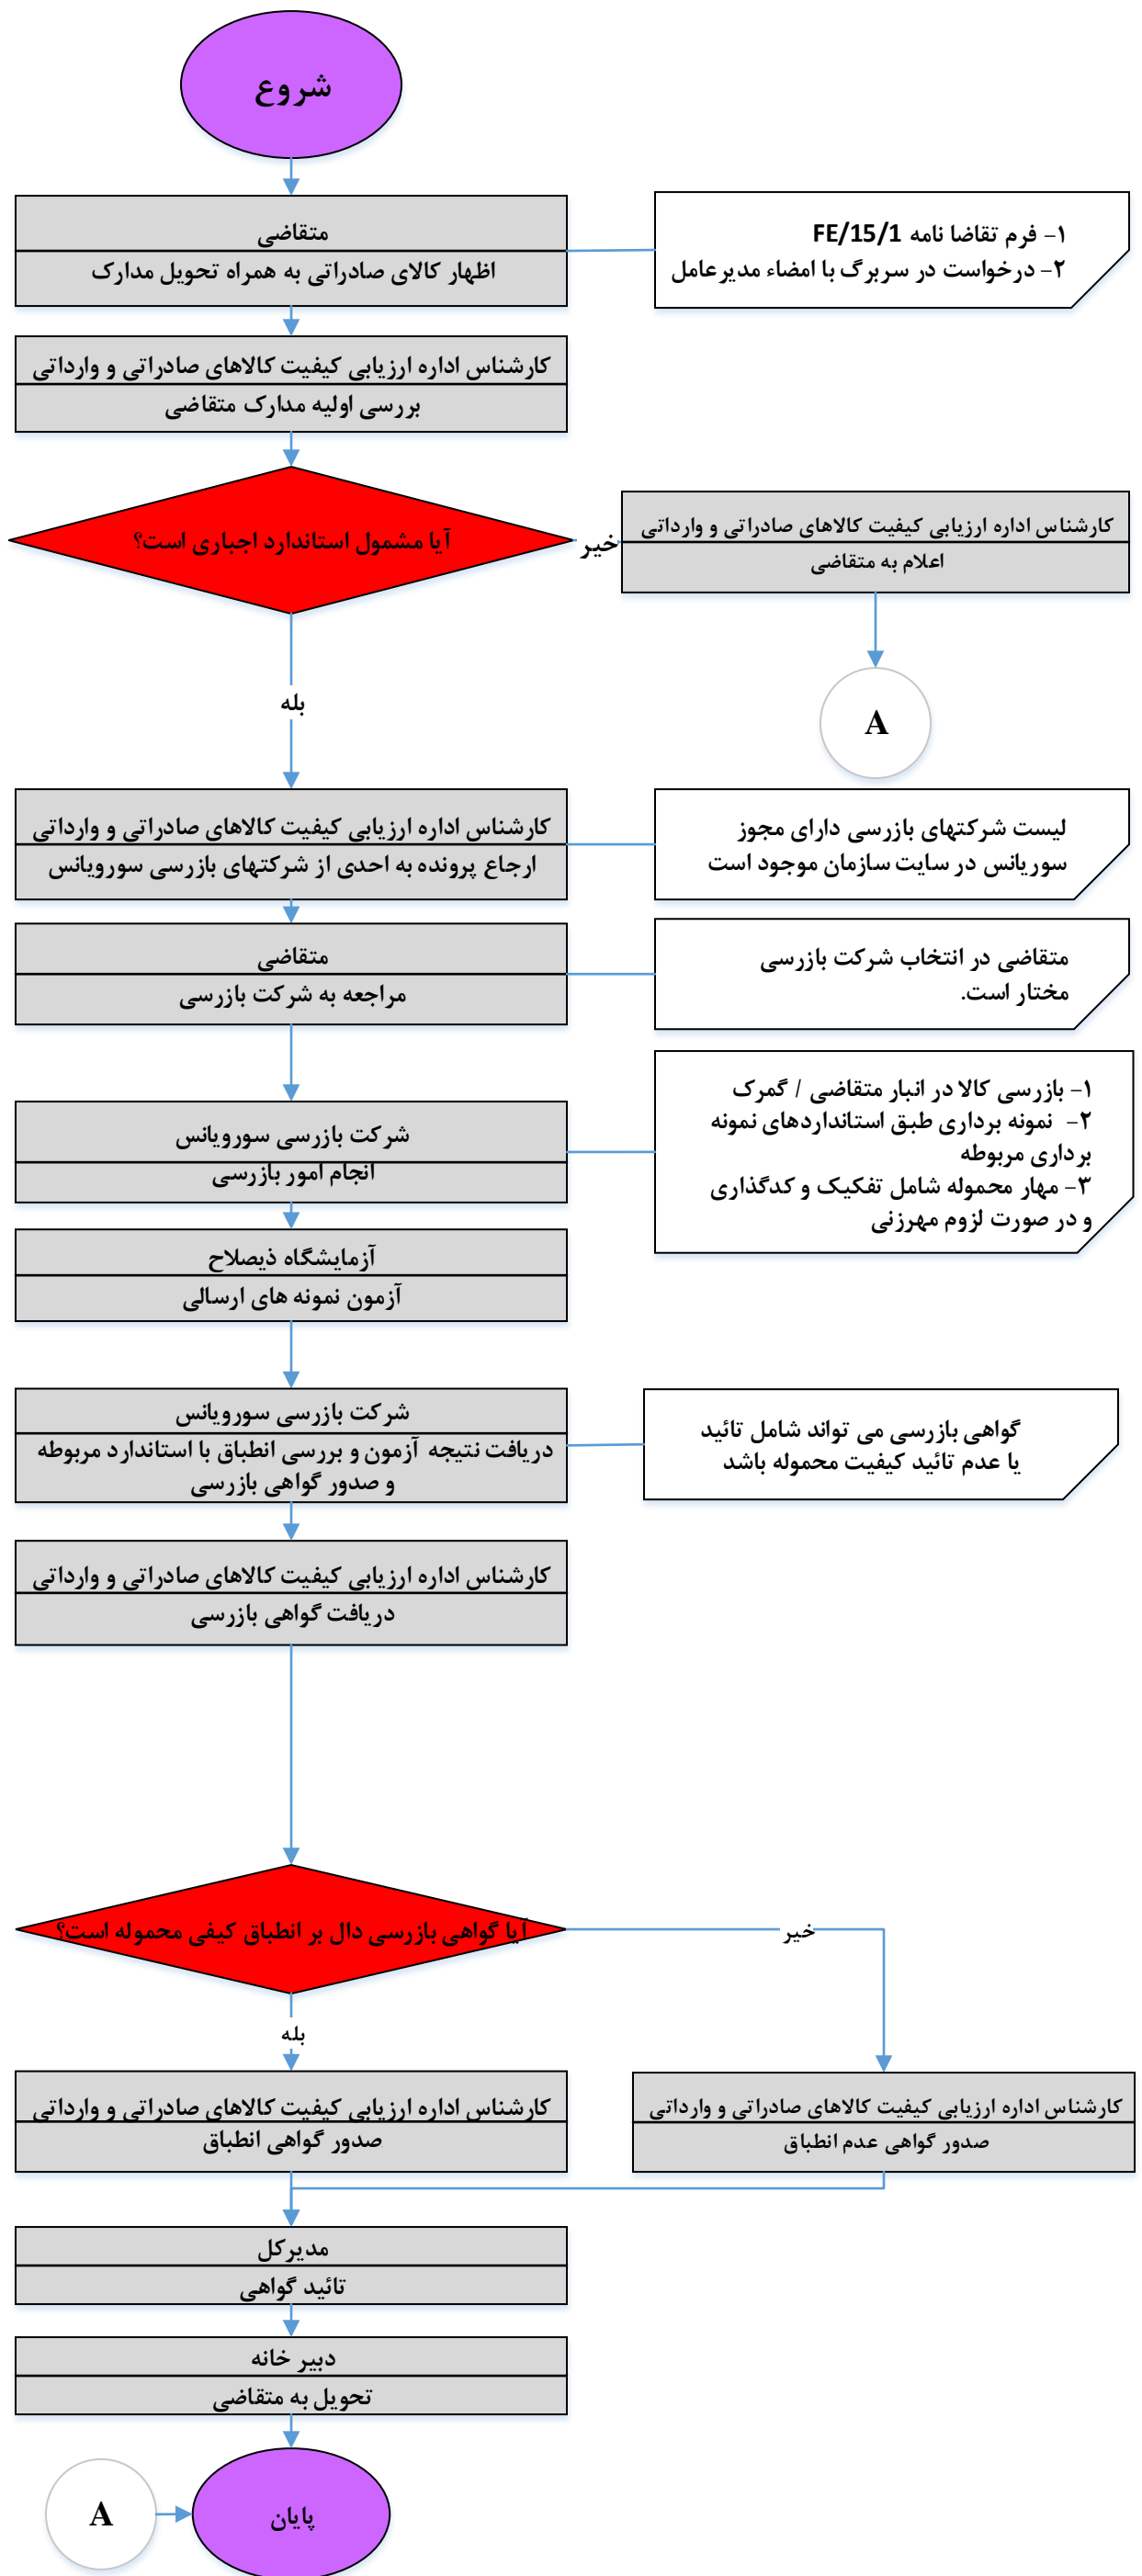 شروع
متقاضی
اظهار کالای صادراتی به همراه تحویل مدارک
۱- فرم تقاضا نامه FE/15/1
۲- درخواست در سربرگ با امضاء مدیرعامل
کارشناس اداره ارزیابی کیفیت کالاهای صادراتی و وارداتی
بررسی اولیه مدارک متقاضی
آیا مشمول استاندارد اجباری است؟
خیر
کارشناس اداره ارزیابی کیفیت کالاهای صادراتی و وارداتی
اعلام به متقاضی
A
بله
کارشناس اداره ارزیابی کیفیت کالاهای صادراتی و وارداتی
ارجاع پرونده به احدی از شرکتهای بازرسی سورویانس
لیست شرکتهای بازرسی دارای مجوز
سوریانس در سایت سازمان موجود است
متقاضی
مراجعه به شرکت بازرسی
متقاضی در انتخاب شرکت بازرسی
مختار است.
شرکت بازرسی سورویانس
انجام امور بازرسی
۱- بازرسی کالا در انبار متقاضی / گمرک
۲- نمونه برداری طبق استانداردهای نمونه
برداری مربوطه
۳- مهار محموله شامل تفکیک و کدگذاری
و در صورت لزوم مهرزنی
آزمایشگاه ذیصلاح
آزمون نمونه های ارسالی
شرکت بازرسی سورویانس
دریافت نتیجه آزمون و بررسی انطباق با استاندارد مربوطه
و صدور گواهی بازرسی
گواهی بازرسی می تواند شامل تائید
یا عدم تائید کیفیت محموله باشد
کارشناس اداره ارزیابی کیفیت کالاهای صادراتی و وارداتی
دریافت گواهی بازرسی
آیا گواهی بازرسی دال بر انطباق کیفی محموله است؟
خیر
بله
کارشناس اداره ارزیابی کیفیت کالاهای صادراتی و وارداتی
صدور گواهی انطباق
کارشناس اداره ارزیابی کیفیت کالاهای صادراتی و وارداتی
صدور گواهی عدم انطباق
مدیرکل
تائید گواهی
دبیر خانه
تحویل به متقاضی
A
پایان